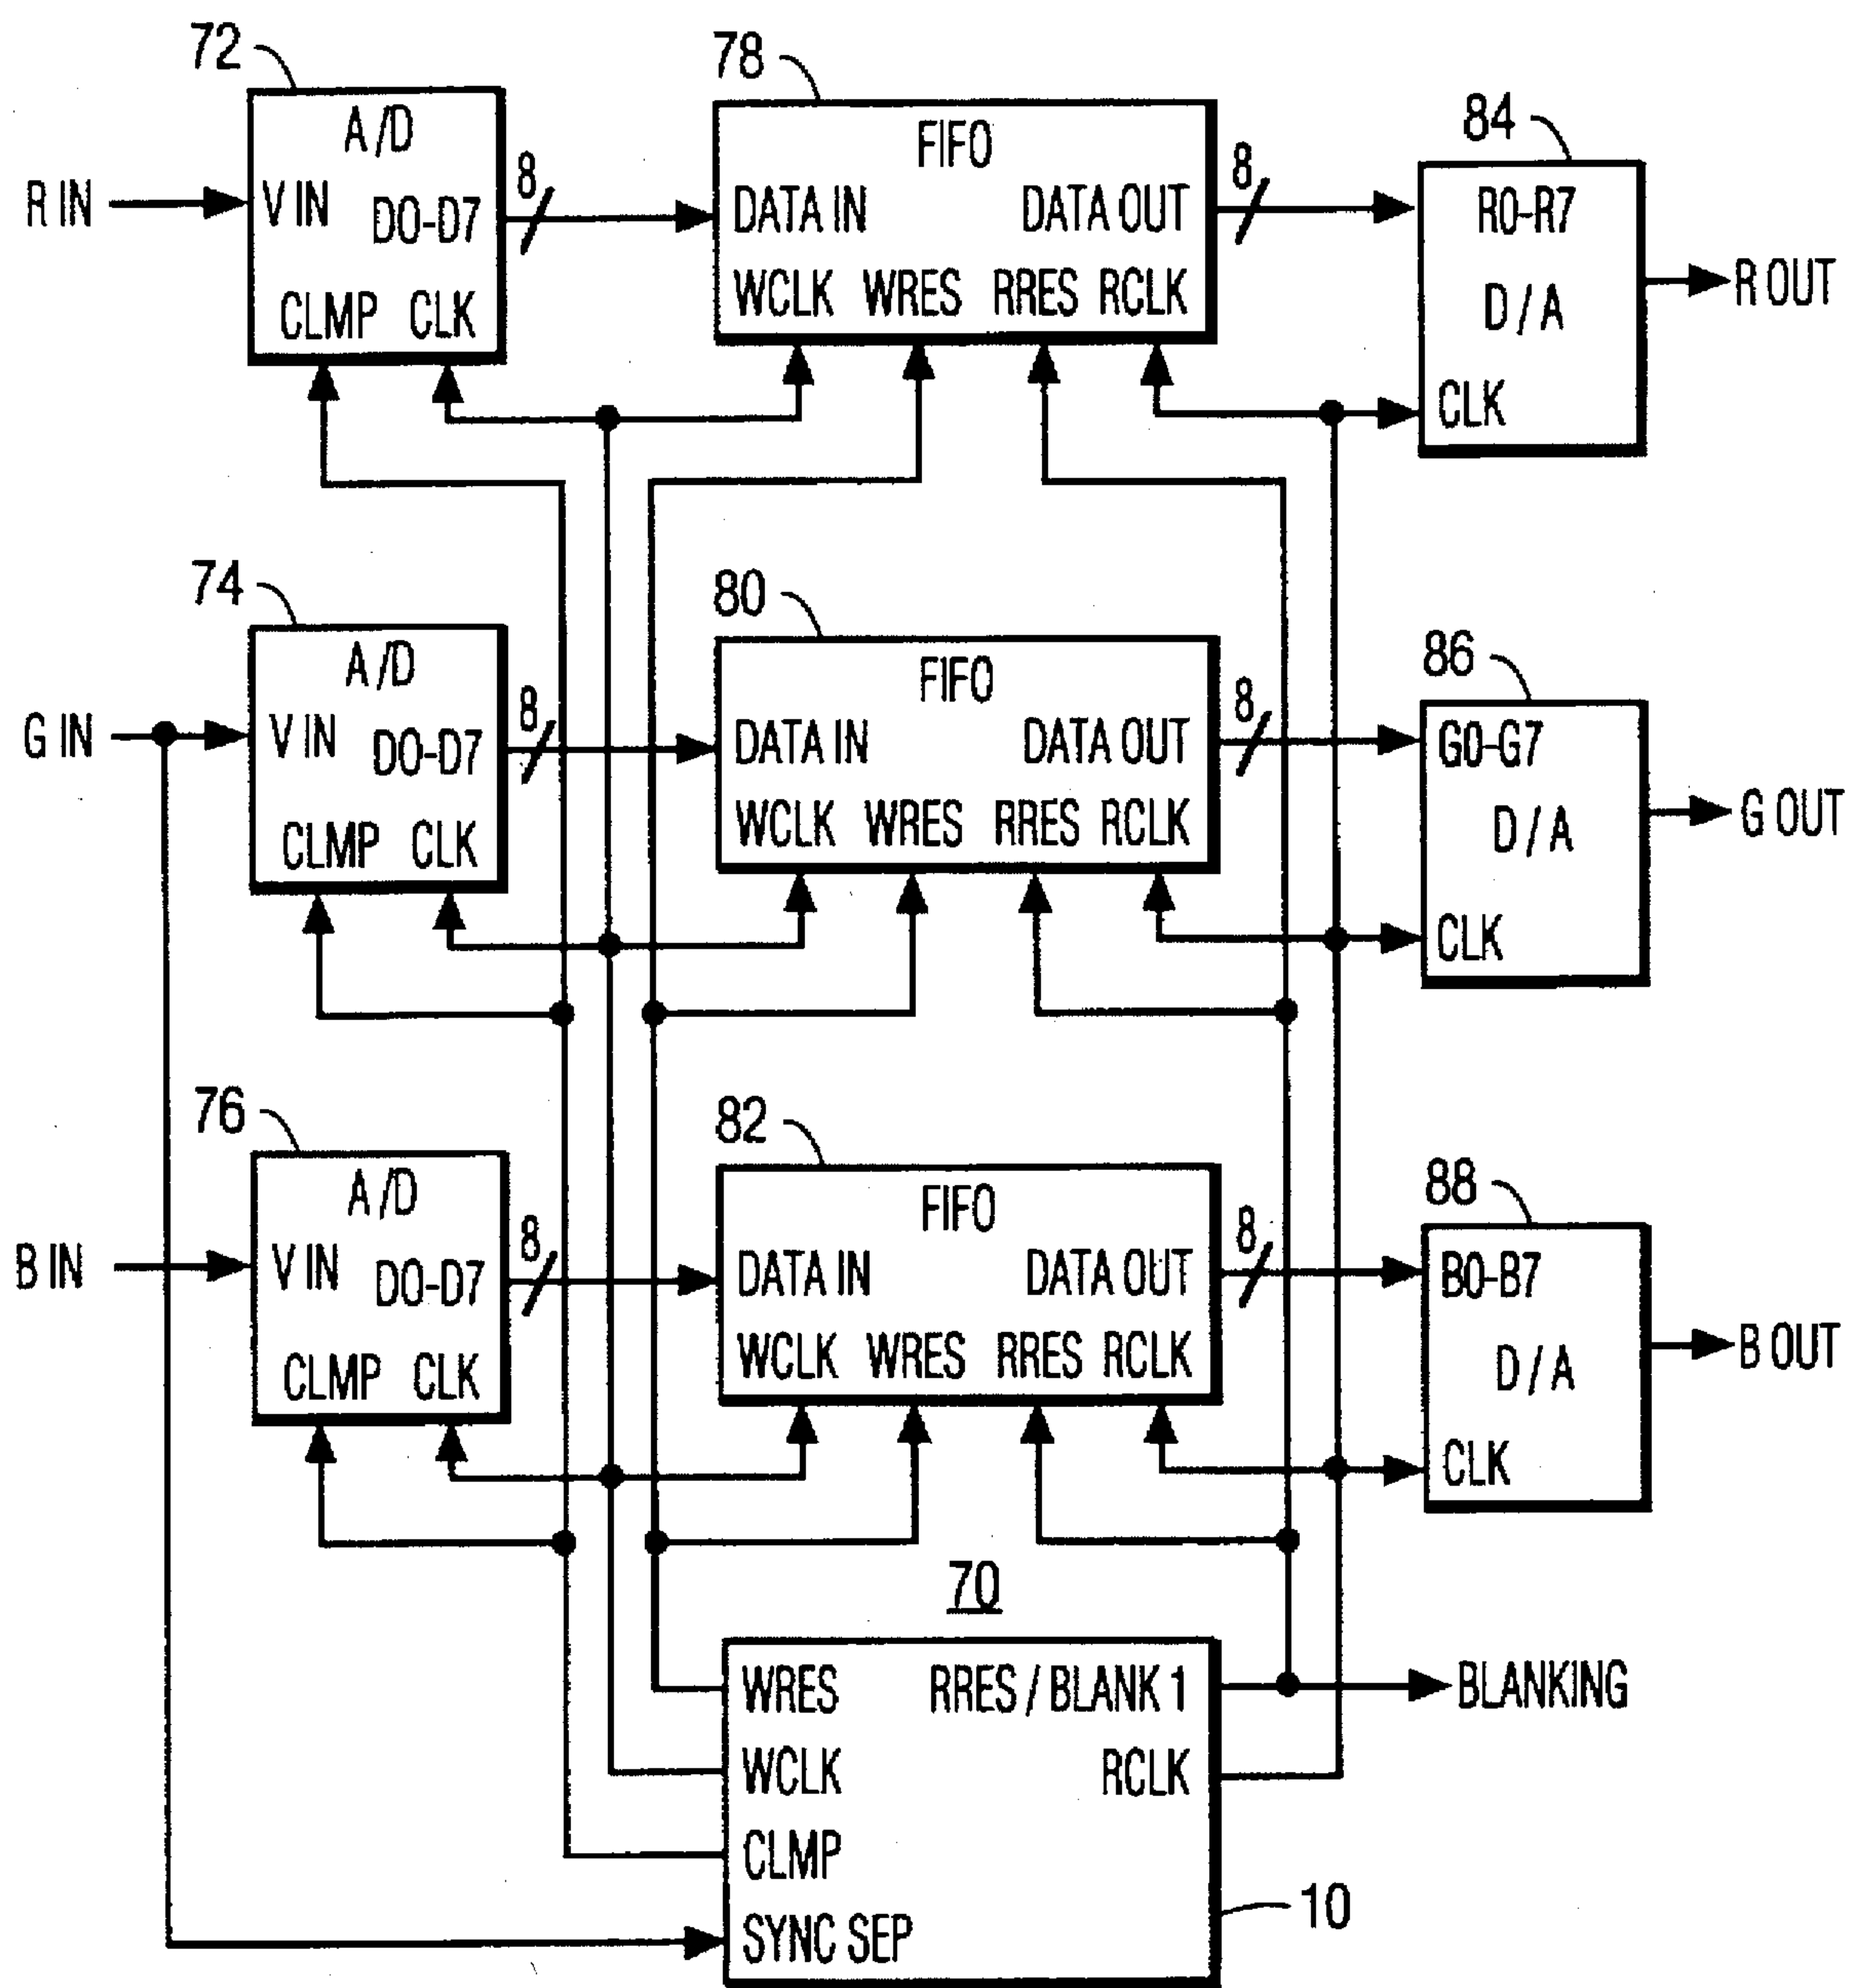 72
A/D
R IN
V IN
D0-D7
CLMP CLK
8
78
FIFO
DATA IN DATA OUT
WCLK WRES RRES RCLK
8
84
R0-R7
D / A
CLK
R OUT
74
A/D
G IN
V IN
D0-D7
CLMP CLK
8
80
FIFO
DATA IN DATA OUT
WCLK WRES RRES RCLK
8
86
G0-G7
D / A
CLK
G OUT
76
A/D
B IN
V IN
D0-D7
CLMP CLK
8
82
FIFO
DATA IN DATA OUT
WCLK WRES RRES RCLK
8
88
B0-B7
D / A
CLK
B OUT
70
WRES RRES / BLANK 1
BLANKING
WCLK RCLK
CLMP
SYNC SEP
10